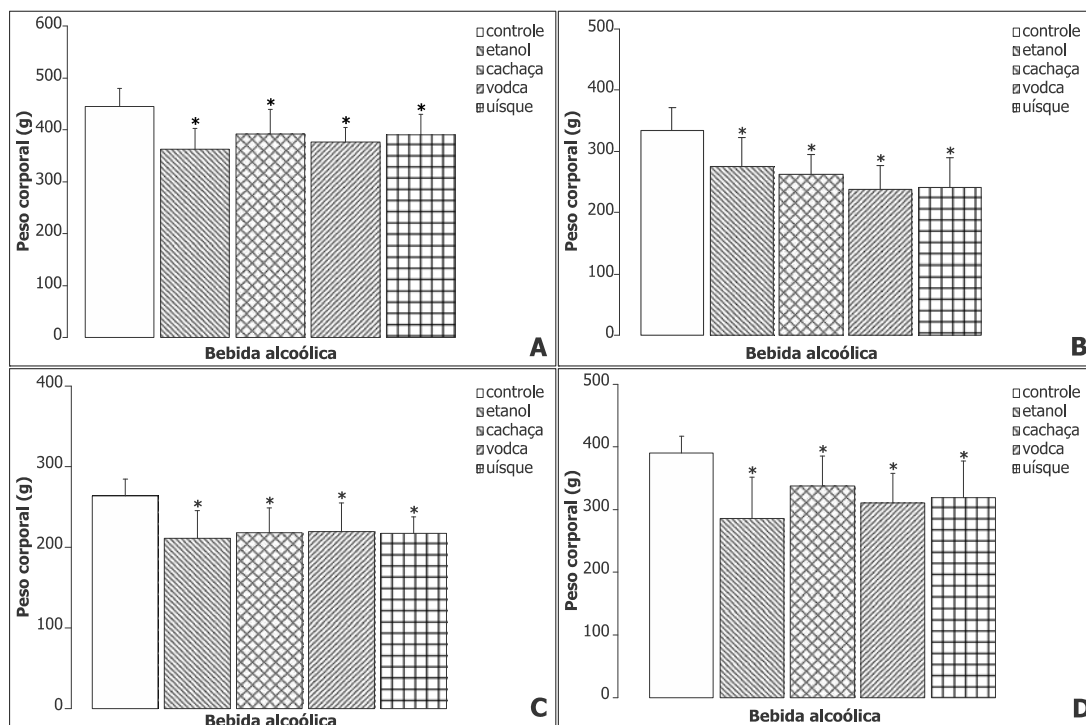 600
500
400
300
200
100
0
Peso corporal (g)
* * * *
controle
etanol
cachaça
vodca
uísque
Bebida alcoólica
A
500
400
300
200
100
0
Peso corporal (g)
* * * *
controle
etanol
cachaça
vodca
uísque
Bebida alcoólica
B
400
300
200
100
0
Peso corporal (g)
* * * *
controle
etanol
cachaça
vodca
uísque
Bebida alcoólica
C
500
400
300
200
100
0
Peso corporal (g)
* * * *
controle
etanol
cachaça
vodca
uísque
Bebida alcoólica
D